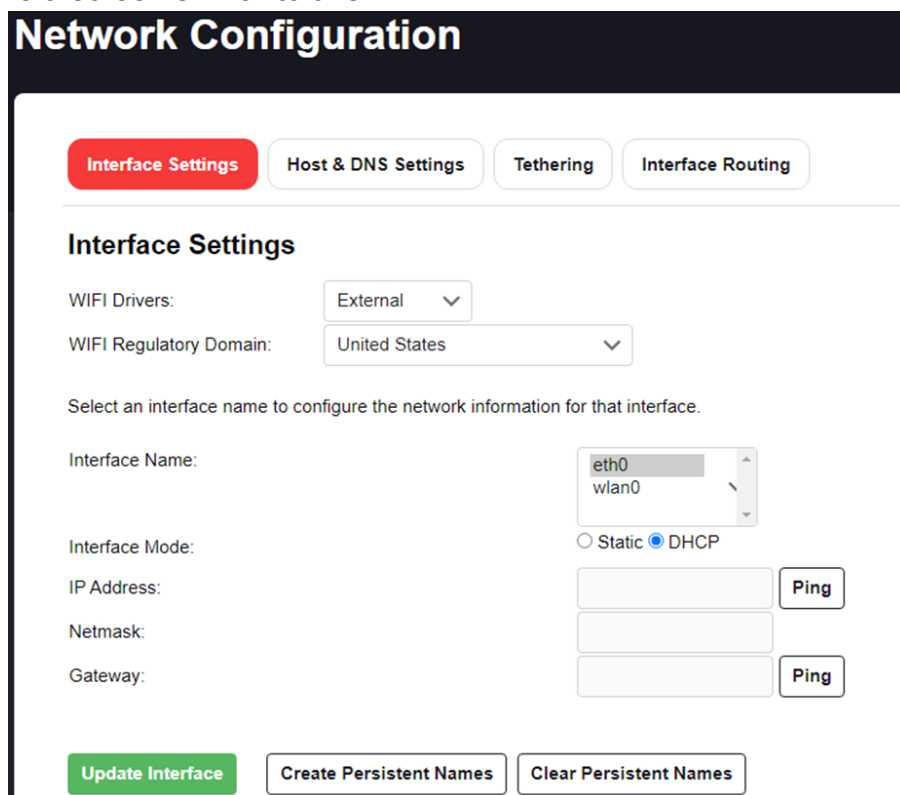 Network Configuration
Interface Settings Host & DNS Settings Tethering Interface Routing
Interface Settings
WIFI Drivers: External
WIFI Regulatory Domain: United States
Select an interface name to configure the network information for that interface.
Interface Name: eth0
wlan0
Interface Mode: Static DHCP
IP Address: Ping
Netmask:
Gateway: Ping
Update Interface Create Persistent Names Clear Persistent Names